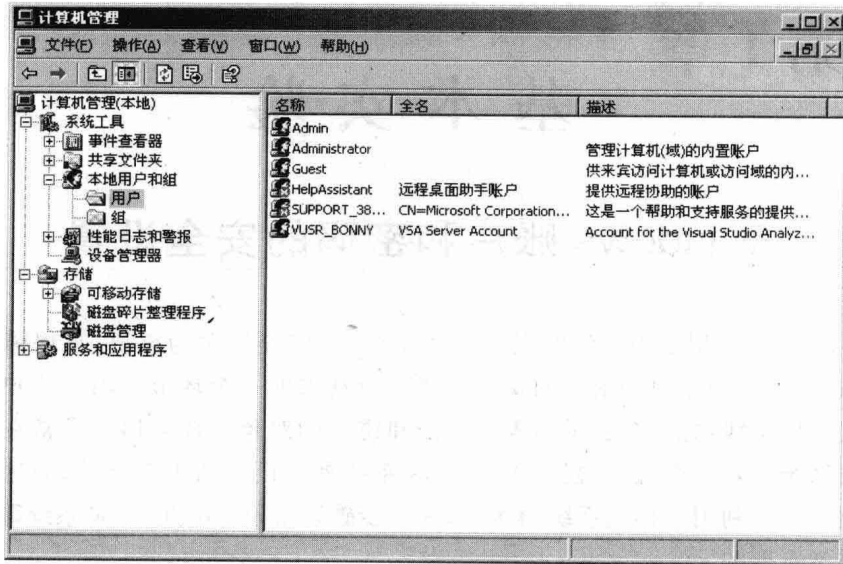 计算机管理
文件(F) 操作(A) 查看(V) 窗口(W) 帮助(H)
计算机管理(本地)
系统工具
事件查看器
共享文件夹
本地用户和组
用户
组
性能日志和警报
设备管理器
存储
可移动存储
磁盘碎片整理程序
磁盘管理
服务和应用程序
名称 全名 描述
Admin
Administrator 管理计算机(域)的内置账户
Guest 供来宾访问计算机或访问域的内...
HelpAssistant 远程桌面助手帐户 提供远程协助的账户
SUPPORT_38... CN=Microsoft Corporation... 这是一个帮助和支持服务的提供...
VUSR_BONNY VSA Server Account Account for the Visual Studio Analyz...